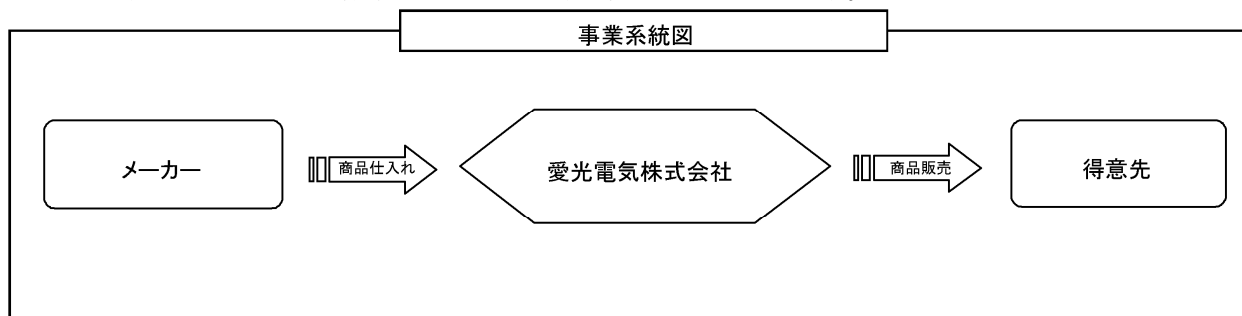 事業系統図
メーカー
商品仕入れ
愛光電気株式会社
商品販売
得意先